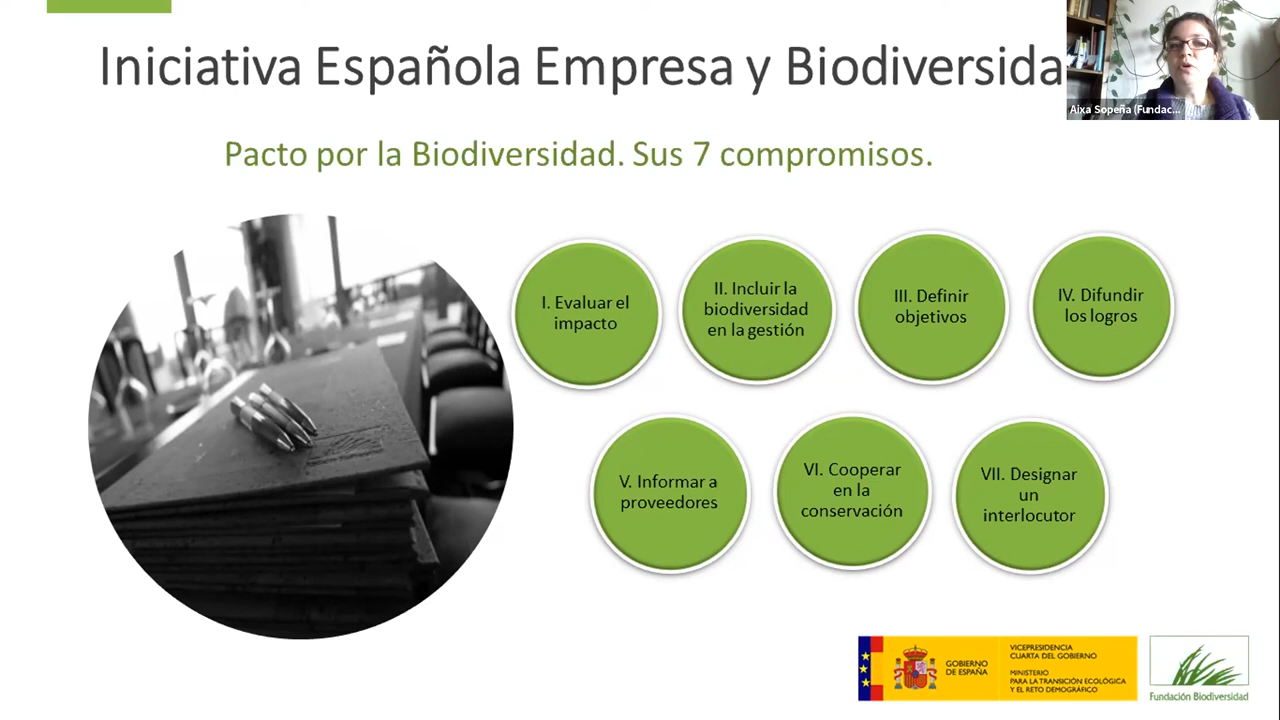 Iniciativa Española Empresa y Biodiversida
Aixa Sopeña (Fundac...
Pacto por la Biodiversidad. Sus 7 compromisos.
I. Evaluar el
impacto
II. Incluir la
biodiversidad
en la gestión
III. Definir
objetivos
IV. Difundir
los logros
V. Informar a
proveedores
VI. Cooperar
en la
conservación
VII. Designar
un
interlocutor
GOBIERNO
DE ESPAÑA
VICEPRESIDENCIA
CUARTA DEL GOBIERNO
MINISTERIO
PARA LA TRANSICIÓN ECOLÓGICA
Y EL RETO DEMOGRÁFICO
Fundación Biodiversidad